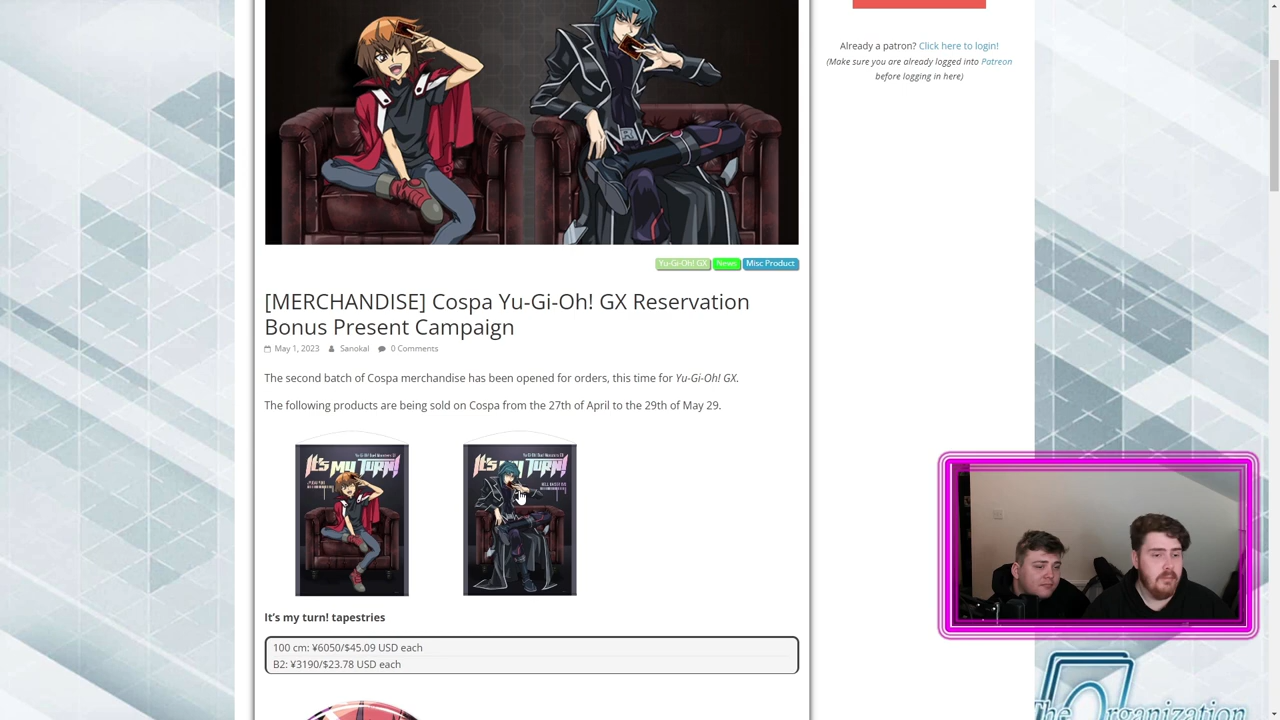 Already a patron? Click here to login!
(Make sure you are already logged into Patreon
before logging in here)
Yu-Gi-Oh! GX
News
Misc Product
[MERCHANDISE] Cospa Yu-Gi-Oh! GX Reservation
Bonus Present Campaign
May 1, 2023 Sanokal 0 Comments
The second batch of Cospa merchandise has been opened for orders, this time for Yu-Gi-Oh! GX.
The following products are being sold on Cospa from the 27th of April to the 29th of May 29.
IT'S MY TURN!
IT'S MY TURN!
It's my turn! tapestries
100 cm: ¥6050/$45.09 USD each
B2: ¥3190/$23.78 USD each
The Organization